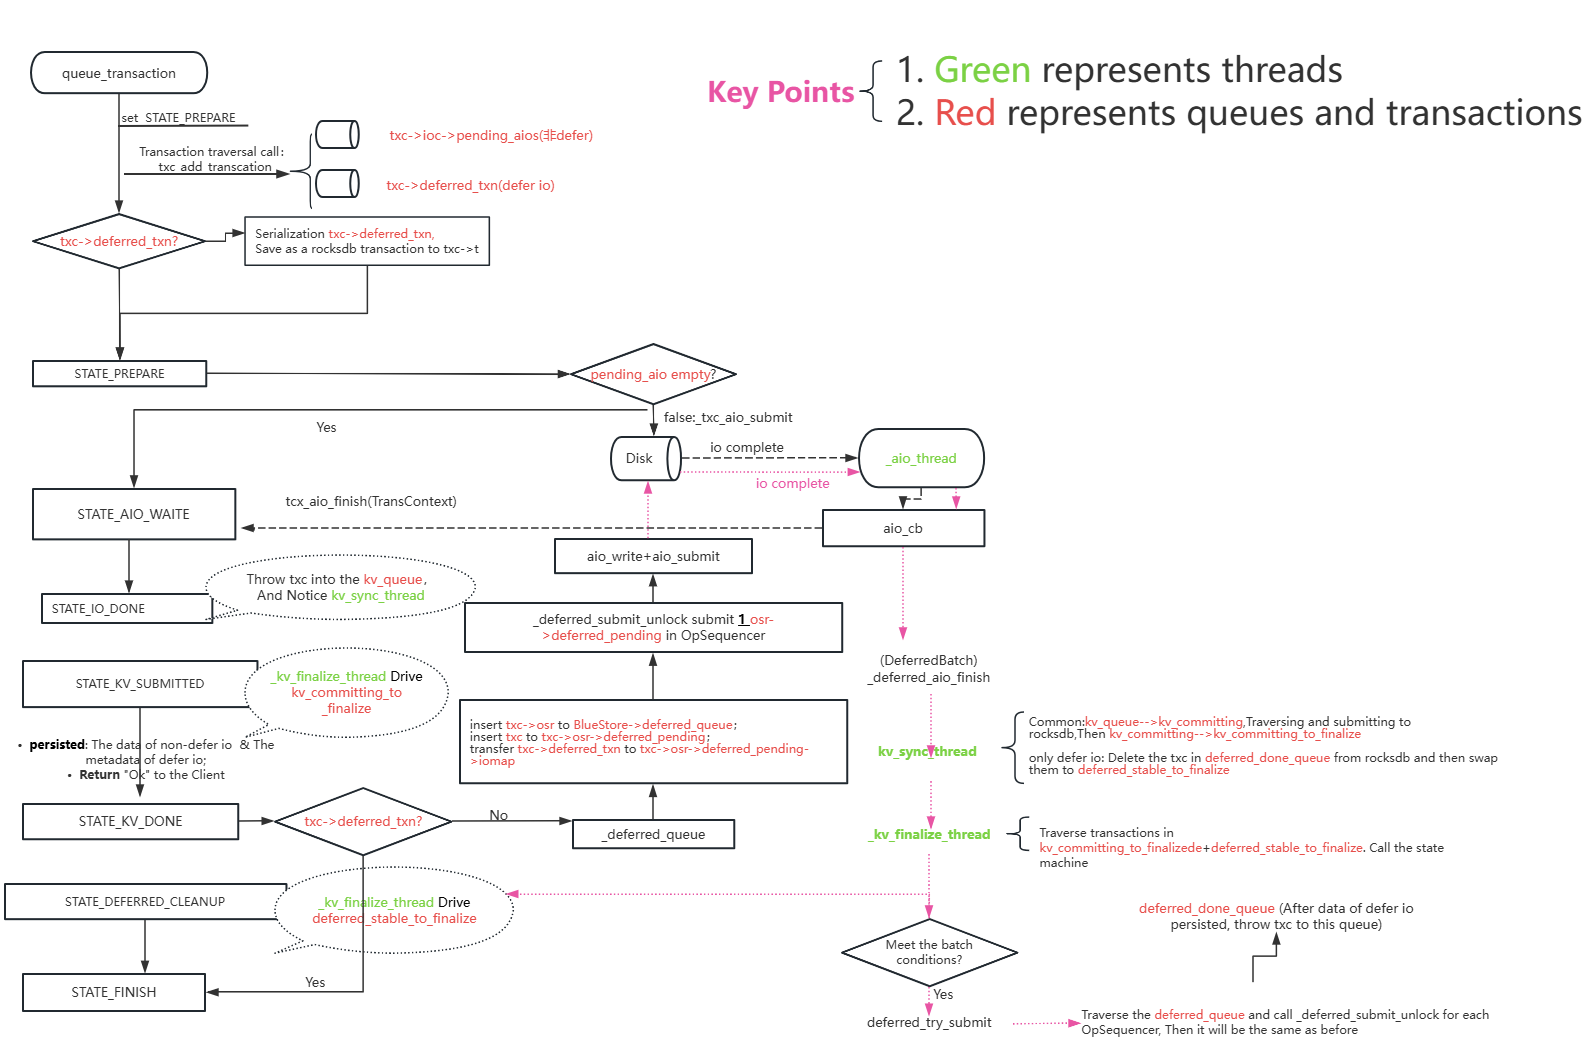 queue_transaction
set STATE_PREPARE
Transaction traversal call:
txc add transcation
txc->ioc->pending_aios(非defer)
txc->deferred_txn(defer io)
Key Points
1. Green represents threads
2. Red represents queues and transactions
txc->deferred_txn?
Serialization txc->deferred_txn,
Save as a rocksdb transaction to txc->t
STATE_PREPARE
pending_aio empty?
Yes
false:_txc_aio_submit
Disk
io complete
io complete
_aio_thread
STATE_AIO_WAITE
tcx_aio_finish(TransContext)
aio_cb
aio_write+aio_submit
STATE_IO_DONE
Throw txc into the kv_queue,
And Notice kv_sync_thread
_deferred_submit_unlock submit 1 osr-
>deferred_pending in OpSequencer
(DeferredBatch)
_deferred_aio_finish
STATE_KV_SUBMITTED
_kv_finalize_thread Drive
kv_committing_to
_finalize
insert txc->osr to BlueStore->deferred_queue;
insert txc to txc->osr->deferred_pending;
transfer txc->deferred_txn to txc->osr->deferred_pending-
>iomap
• persisted: The data of non-defer io & The
metadata of defer io;
• Return "Ok" to the Client
kv_sync_thread
Common:kv_queue-->kv_committing,Traversing and submitting to
rocksdb,Then kv_committing-->kv_committing_to_finalize
only defer io: Delete the txc in deferred_done_queue from rocksdb and then swap
them to deferred_stable_to_finalize
STATE_KV_DONE
txc->deferred_txn?
No
_deferred_queue
_kv_finalize_thread
Traverse transactions in
kv_committing_to_finalizede+deferred_stable_to_finalize. Call the state
machine
STATE_DEFERRED_CLEANUP
_kv_finalize_thread Drive
deferred_stable_to_finalize
Meet the batch
conditions?
deferred_done_queue (After data of defer io
persisted, throw txc to this queue)
STATE_FINISH
Yes
Yes
deferred_try_submit
Traverse the deferred_queue and call _deferred_submit_unlock for each
OpSequencer, Then it will be the same as before